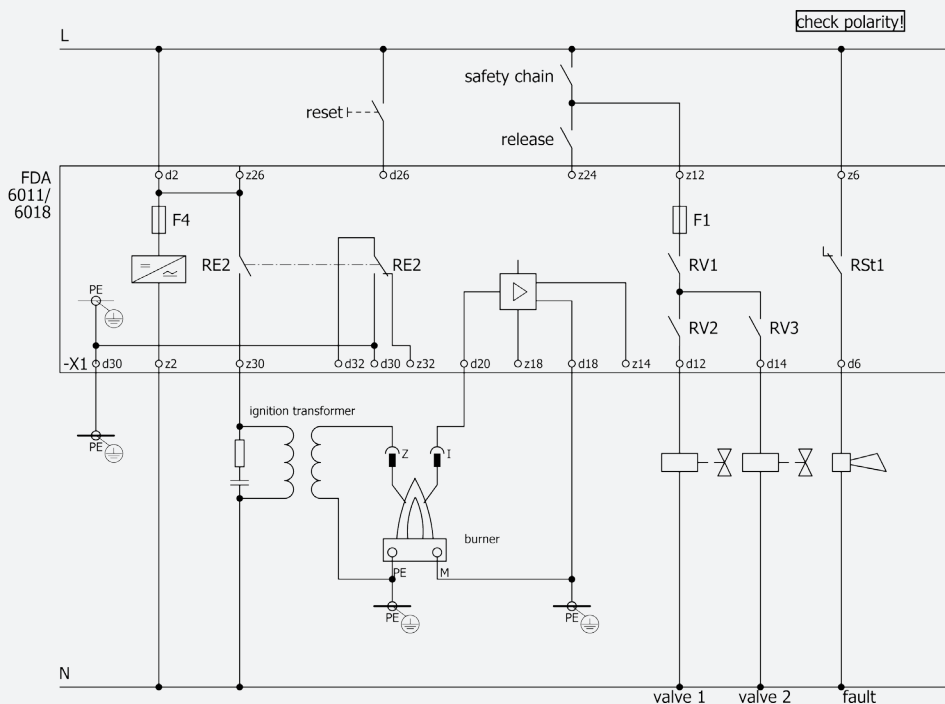 check polarity!
L
safety chain
reset
release
FDA
6011/
6018
d2
z26
d26
z24
z12
z6
F4
F1
RE2
RE2
RV1
RSt1
PE
RV2
RV3
-X1
d30
z2
z30
d32
d30
z32
d20
z18
d18
z14
d12
d14
d6
ignition transformer
PE
Z
I
burner
PE
M
PE
PE
N
valve 1
valve 2
fault